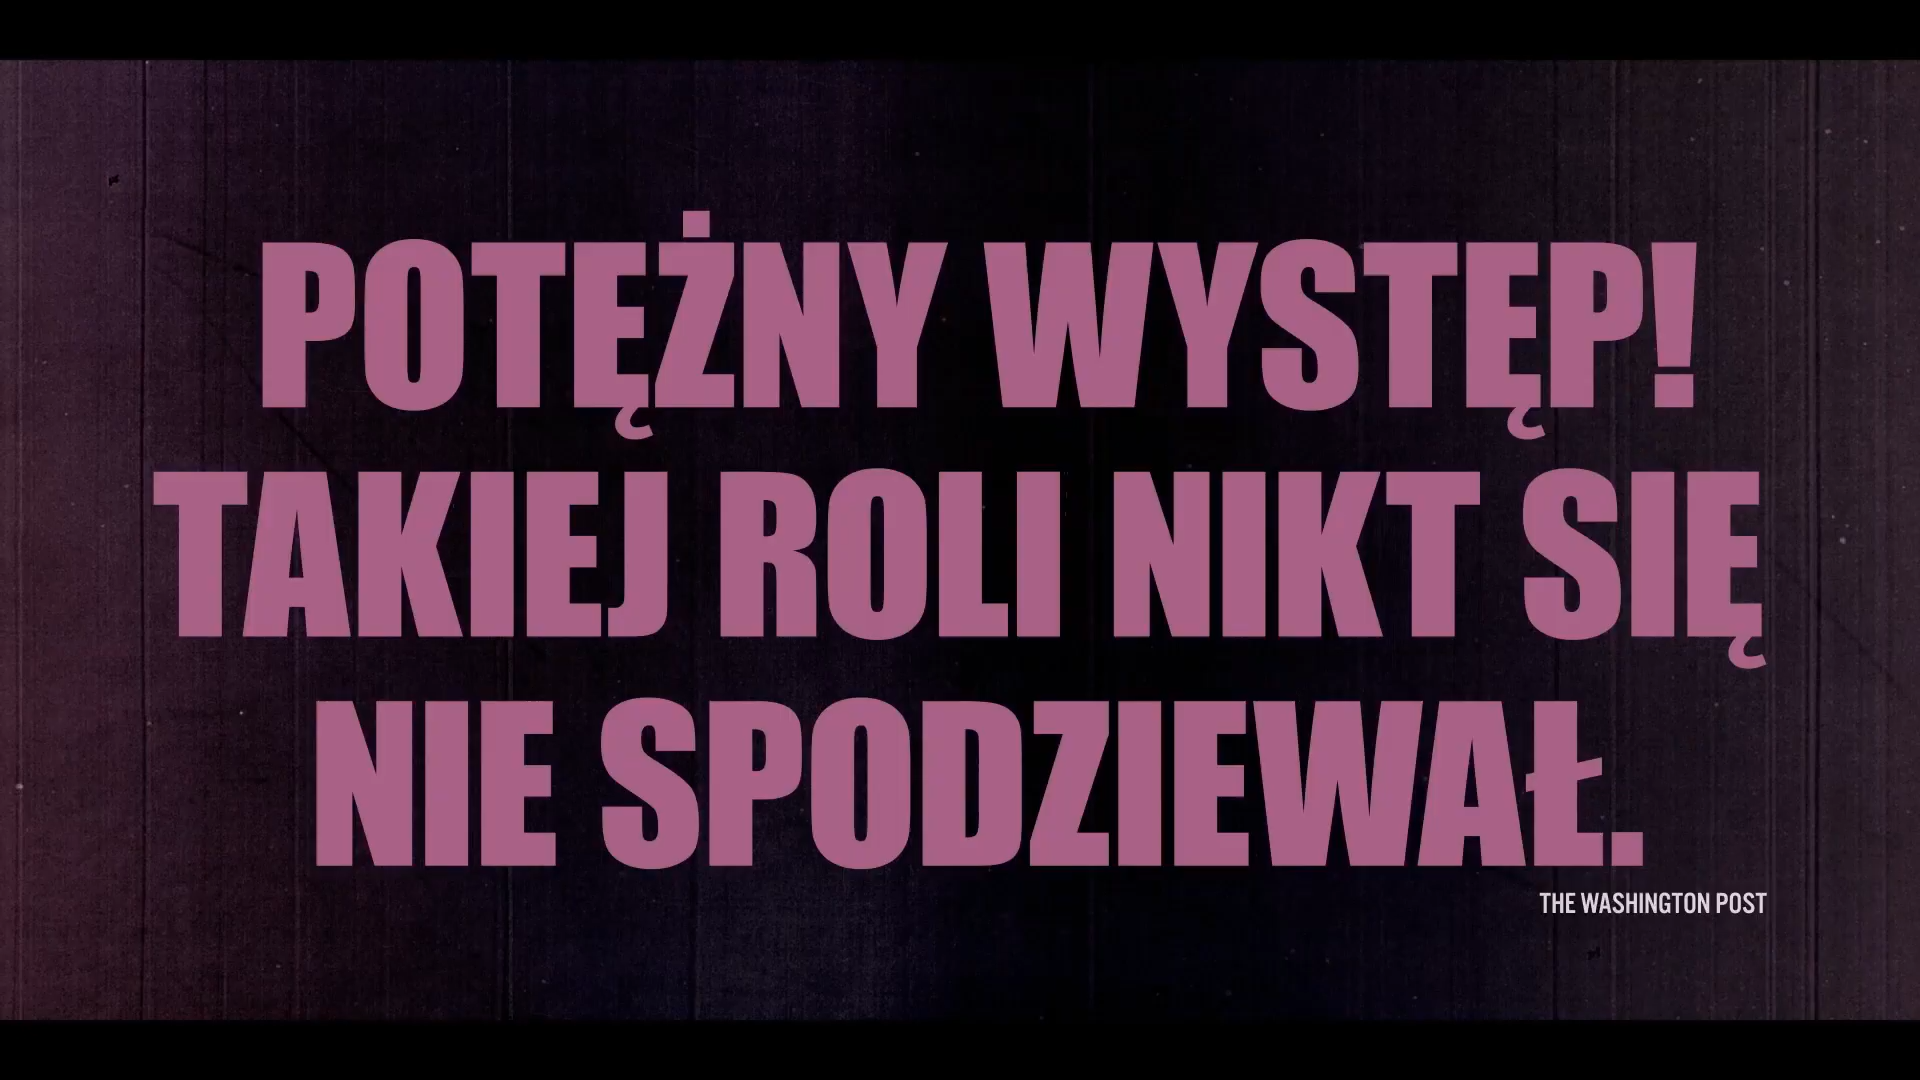 POTĘŻNY WYSTĘP!
TAKIEJ ROLI NIKT SIĘ
NIE SPODZIEWAŁ.
THE WASHINGTON POST